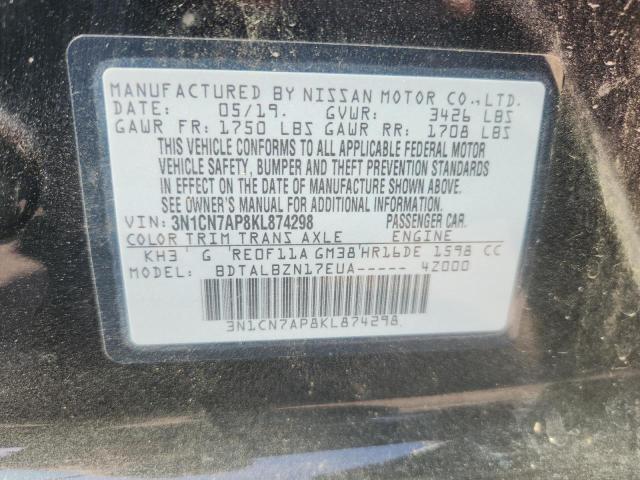 MANUFACTURED BY NISSAN MOTOR CO.,LTD.
DATE: 05/19. GVWR: 3426 LBS
GAWR FR: 1750 LBS GAWR RR: 1708 LBS
THIS VEHICLE CONFORMS TO ALL APPLICABLE FEDERAL MOTOR
VEHICLE SAFETY, BUMPER AND THEFT PREVENTION STANDARDS
IN EFFECT ON THE DATE OF MANUFACTURE SHOWN ABOVE.
SEE OWNER'S MANUAL FOR ADDITIONAL INFORMATION.
VIN: 3N1CN7AP8KL874298 PASSENGER CAR.
COLOR TRIM TRANS AXLE ENGINE
KH3 G RE0F11A GM38 HR16DE 1598 CC
MODEL: BDTALBZN17EUA----- 4Z000
3N1CN7AP8KL874298